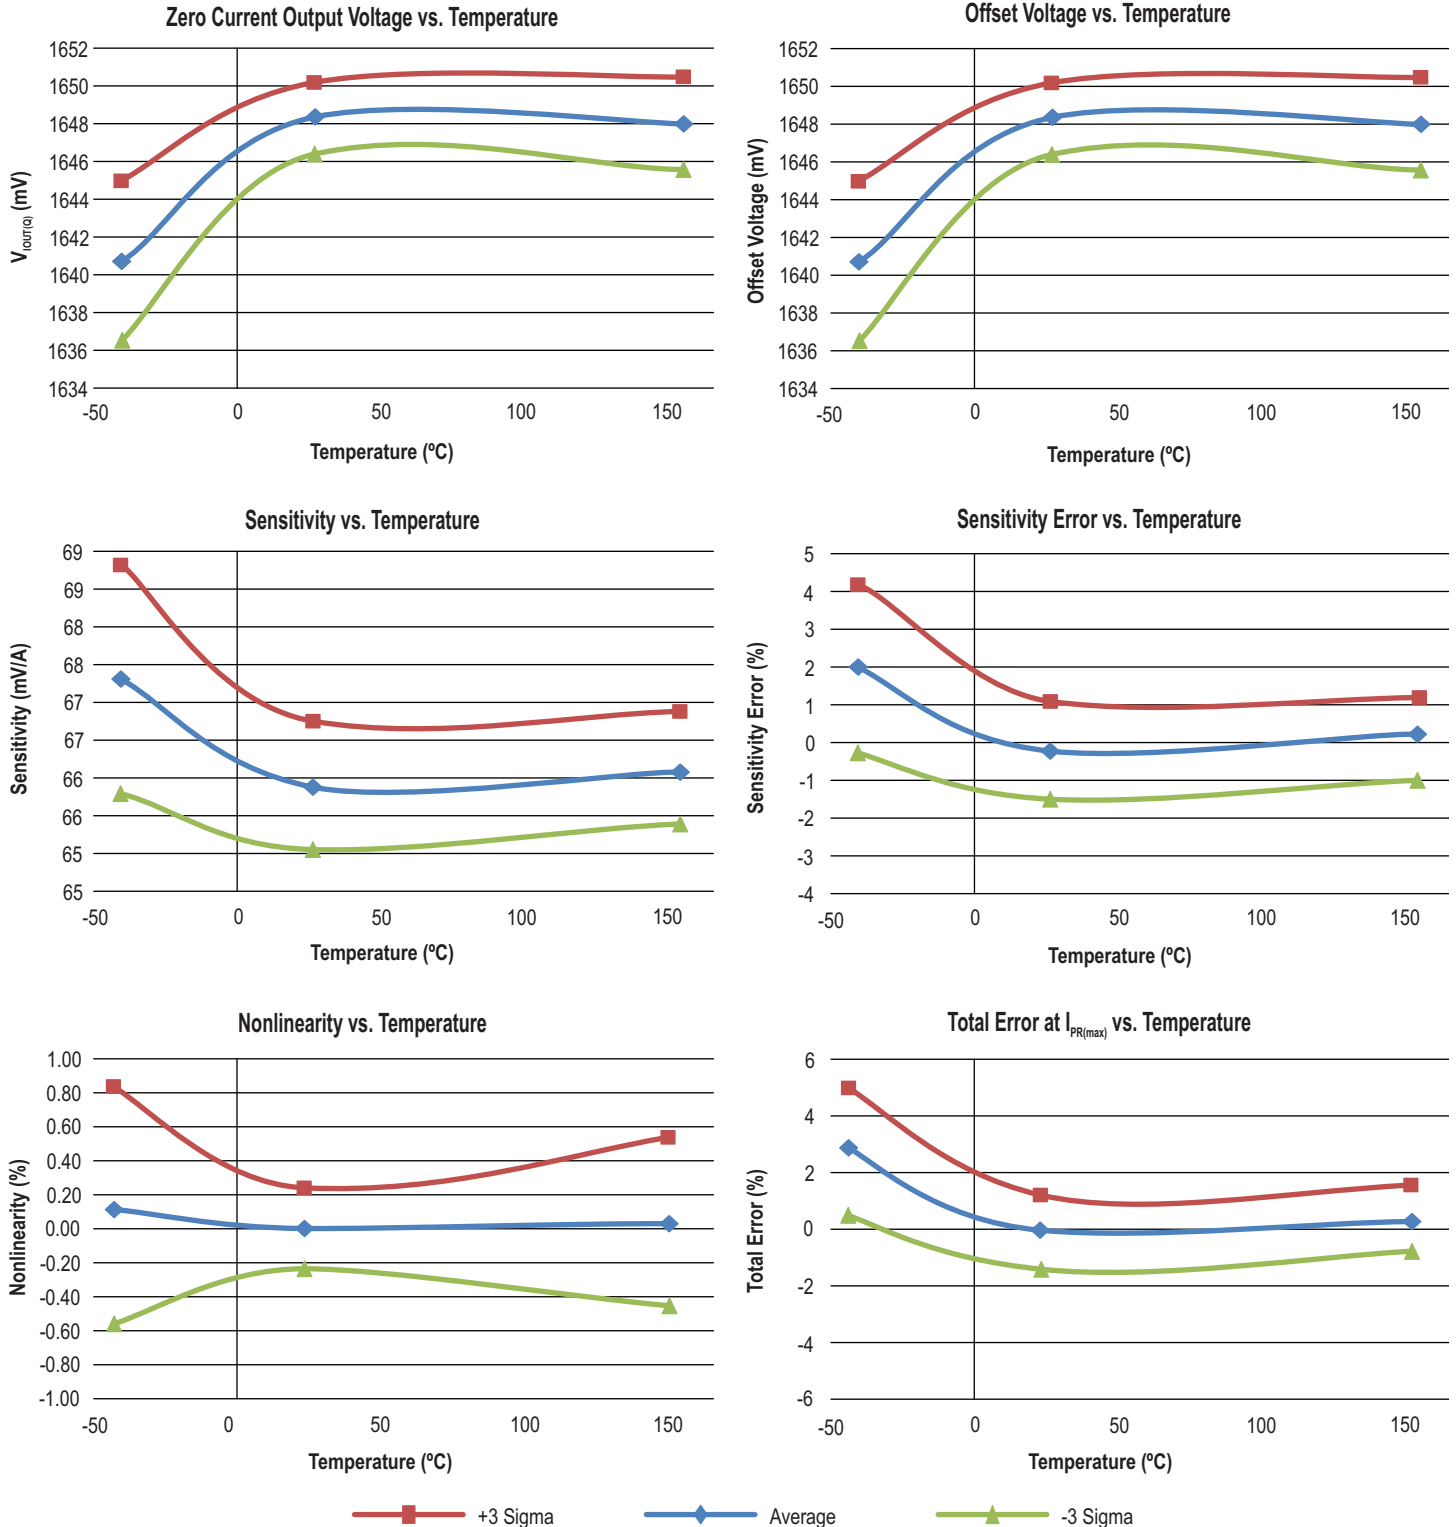 Zero Current Output Voltage vs. Temperature
1652
1650
1648
1646
1644
1642
1640
1638
1636
1634
VIOUT(Q) (mV)
-50 0 50 100 150
Temperature (ºC)
Offset Voltage vs. Temperature
1652
1650
1648
1646
1644
1642
1640
1638
1636
1634
Offset Voltage (mV)
-50 0 50 100 150
Temperature (ºC)
Sensitivity vs. Temperature
69
69
68
68
67
67
66
66
65
65
Sensitivity (mV/A)
-50 0 50 100 150
Temperature (ºC)
Sensitivity Error vs. Temperature
5
4
3
2
1
0
-1
-2
-3
-4
Sensitivity Error (%)
-50 0 50 100 150
Temperature (ºC)
Nonlinearity vs. Temperature
1.00
0.80
0.60
0.40
0.20
0.00
-0.20
-0.40
-0.60
-0.80
-1.00
Nonlinearity (%)
-50 0 50 100 150
Temperature (ºC)
Total Error at IPR(max) vs. Temperature
6
4
2
0
-2
-4
-6
Total Error (%)
-50 0 50 100 150
Temperature (ºC)
+3 Sigma Average -3 Sigma